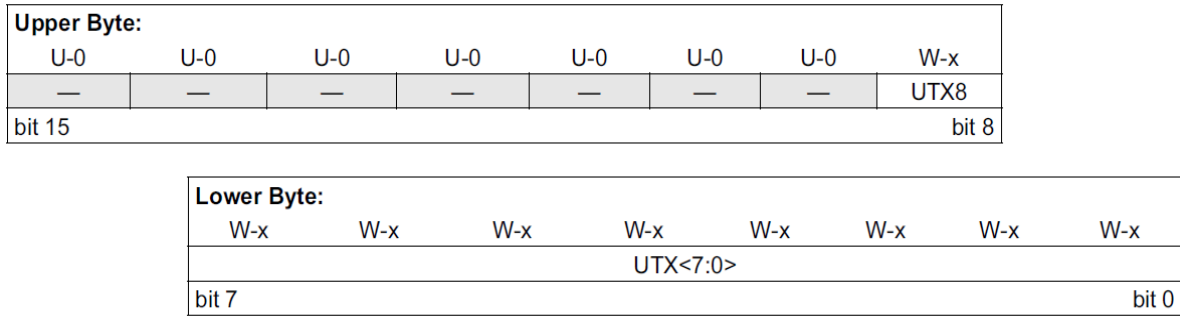 Upper Byte:
U-0 U-0 U-0 U-0 U-0 U-0 U-0 W-x
— — — — — — — UTX8
bit 15 bit 8
Lower Byte:
W-x W-x W-x W-x W-x W-x W-x W-x
UTX<7:0>
bit 7 bit 0